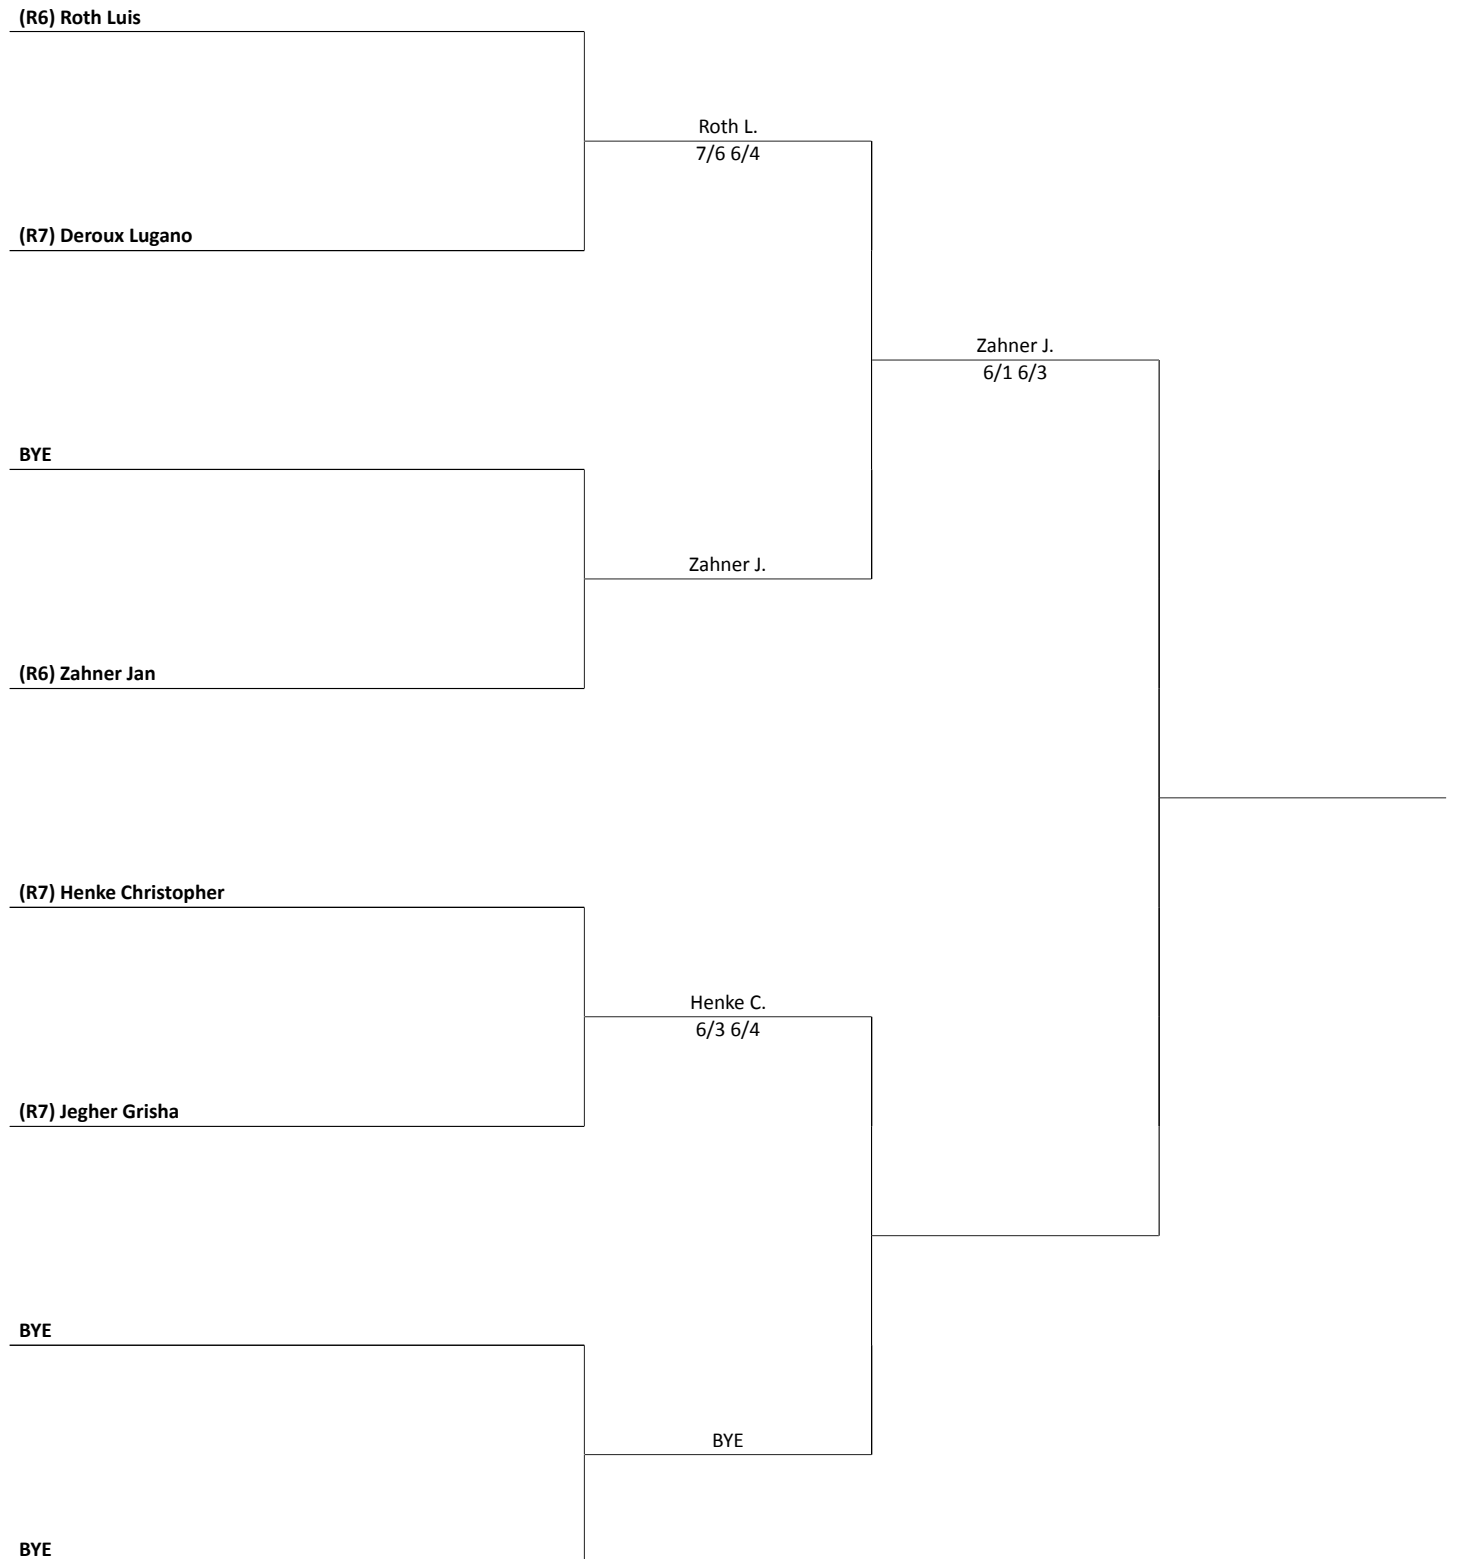 (R6) Roth Luis
Roth L.
7/6 6/4
(R7) Deroux Lugano
Zahner J.
6/1 6/3
BYE
Zahner J.
(R6) Zahner Jan
(R7) Henke Christopher
Henke C.
6/3 6/4
(R7) Jegher Grisha
BYE
BYE
BYE